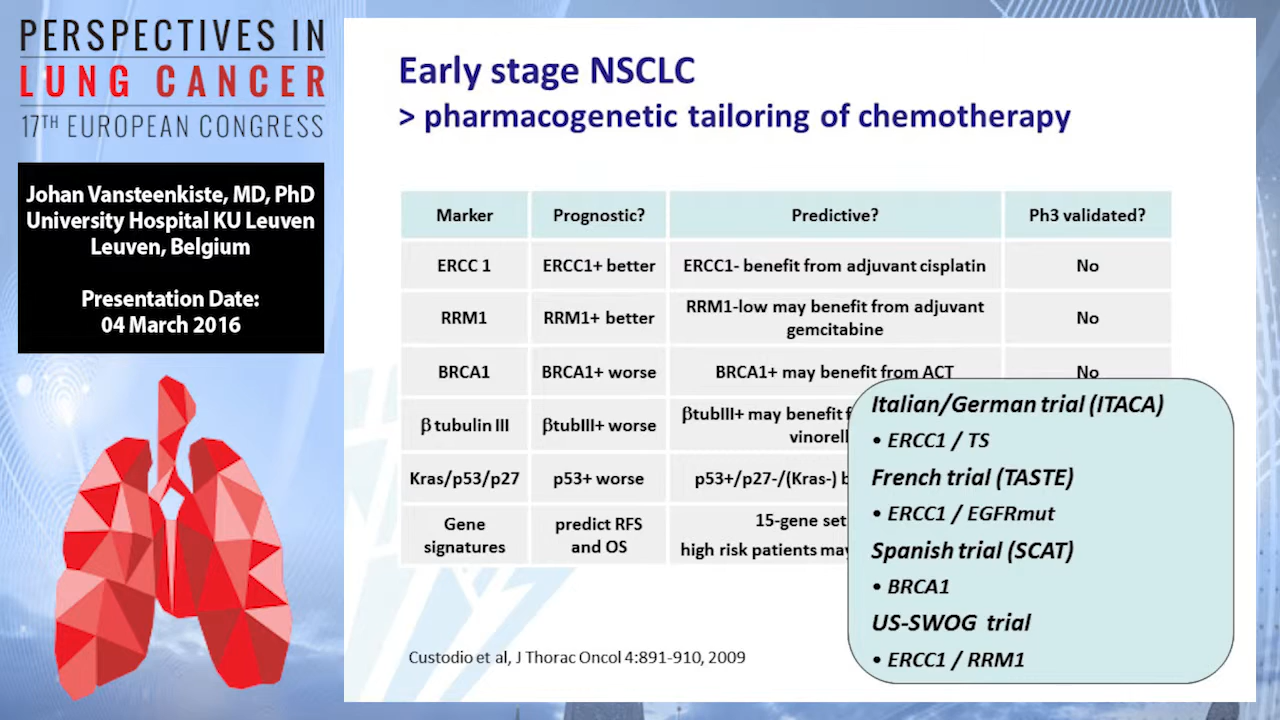 PERSPECTIVES IN
LUNG CANCER
17TH EUROPEAN CONGRESS
Johan Vansteenkiste, MD, PhD
University Hospital KU Leuven
Leuven, Belgium
Presentation Date:
04 March 2016
Early stage NSCLC
> pharmacogenetic tailoring of chemotherapy
Marker Prognostic? Predictive? Ph3 validated?
ERCC 1 ERCC1+ better ERCC1- benefit from adjuvant cisplatin No
RRM1 RRM1+ better RRM1-low may benefit from adjuvant gemcitabine No
BRCA1 BRCA1+ worse BRCA1+ may benefit from ACT No
β tubulin III βtubIII+ worse βtubIII+ may benefit
Kras/p53/p27 p53+ worse p53+/p27-/(Kras-)
Gene signatures predict RFS and OS 15-gene set
high risk patients may
Italian/German trial (ITACA)
• ERCC1 / TS
French trial (TASTE)
• ERCC1 / EGFRmut
Spanish trial (SCAT)
• BRCA1
US-SWOG trial
• ERCC1 / RRM1
Custodio et al, J Thorac Oncol 4:891-910, 2009